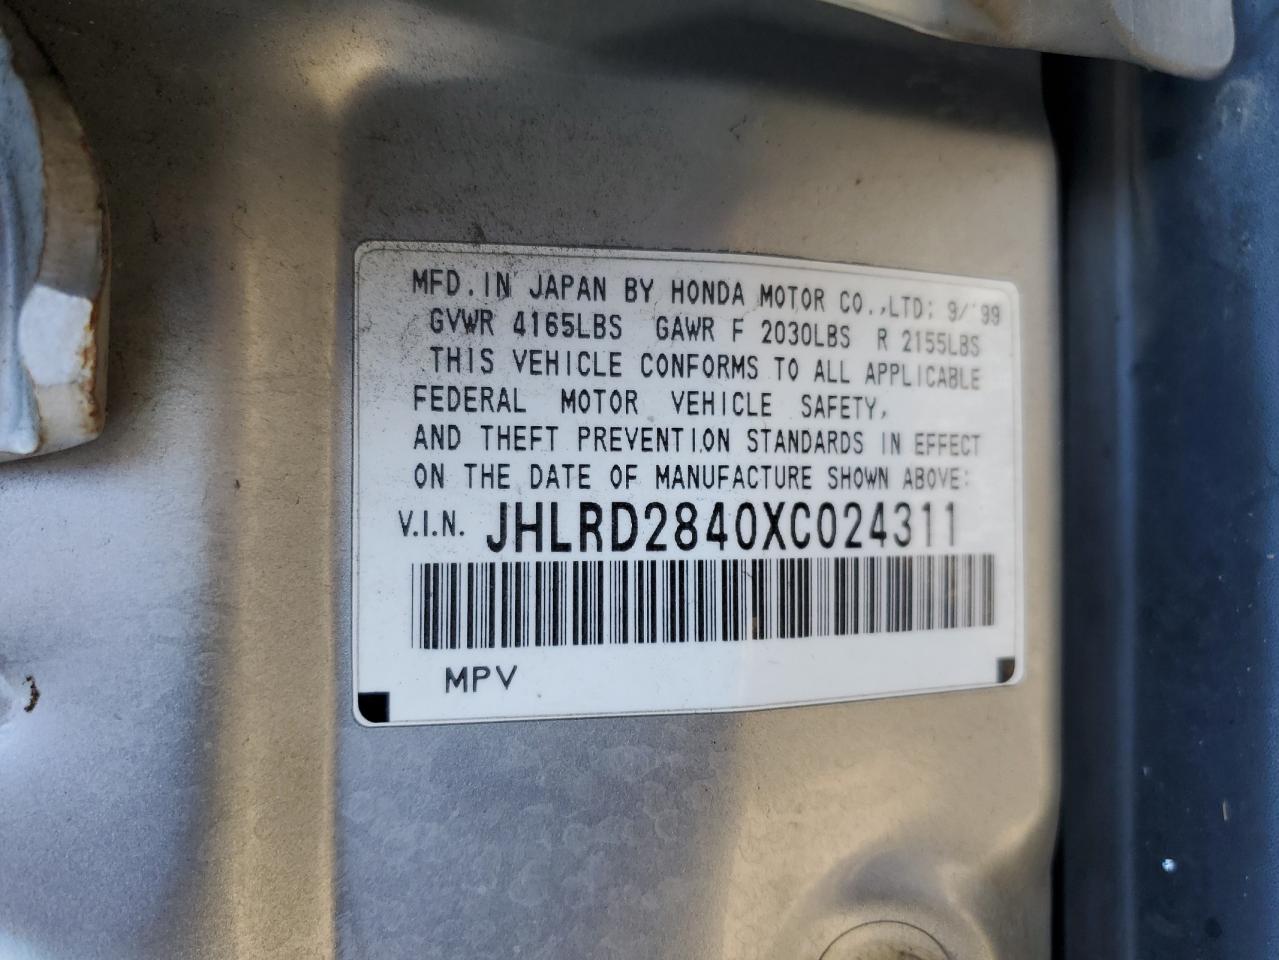 MFD. IN JAPAN BY HONDA MOTOR CO.,LTD; 9/'99
GVWR 4165LBS GAWR F 2030LBS R 2155LBS
THIS VEHICLE CONFORMS TO ALL APPLICABLE
FEDERAL MOTOR VEHICLE SAFETY,
AND THEFT PREVENTION STANDARDS IN EFFECT
ON THE DATE OF MANUFACTURE SHOWN ABOVE:
V.I.N. JHLRD2840XC024311
MPV